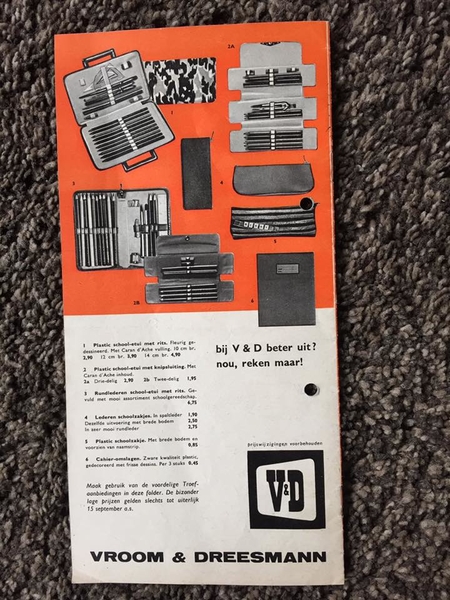 2A
1
3
4
5
2B
6
1 Plastic school-etui met rits, fleurig ge-
dessineerd. Met Caran d'Ache vulling. 10 cm br.
2,90 12 cm br. 3,90 14 cm br. 4,90
2 Plastic school-etui met knipsluiting. Met
Caran d'Ache inhoud.
2a Drie-delig 2,90 2b Twee-delig 1,95
3 Rundlederen school-etui met rits. Ge-
vuld met mooi assortiment schoolgereedschap.
6,75
4 Lederen schoolzakjes. In spaltleder 1,90
Dezelfde uitvoering met brede bodem 2,50
In zeer mooi rundleder 2,75
5 Plastic schoolzakje. Met brede bodem en
voorzien van naamstrip. 0,85
6 Cahier-omslagen. Zware kwaliteit plastic,
gedecoreerd met frisse dessins. Per 3 stuks 0,45
Maak gebruik van de voordelige Troef-
aanbiedingen in deze folder. De bizonder
lage prijzen gelden slechts tot uiterlijk
15 september a.s.
bij V & D beter uit?
nou, reken maar!
prijswijzigingen voorbehouden
V&D
VROOM & DREESMANN